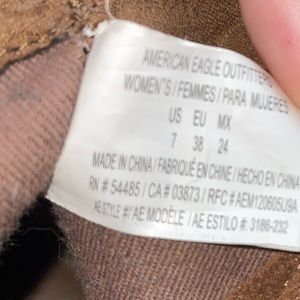 AMERICAN EAGLE OUTFITTERS
WOMEN'S / FEMMES / PARA MUJERES
US EU MX
7 38 24
MADE IN CHINA / FABRIQUÉ EN CHINE / HECHO EN CHINA
RN # 54485 / CA # 03873 / RFC # AEM120605U9A
AE STYLE #/ AE MODÈLE / AE ESTILO #: 3186-232